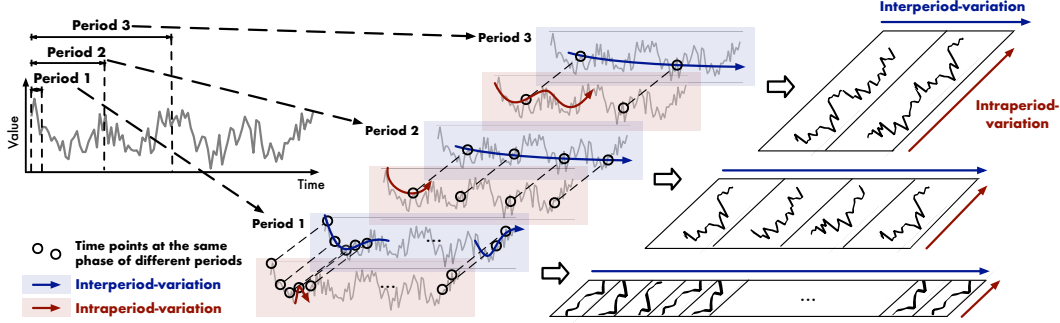 Period 3
Period 2
Period 1
Value
Time
Time points at the same
phase of different periods
Interperiod-variation
Intraperiod-variation
Period 3
Period 2
Period 1
...
...
Interperiod-variation
Intraperiod-
variation
...